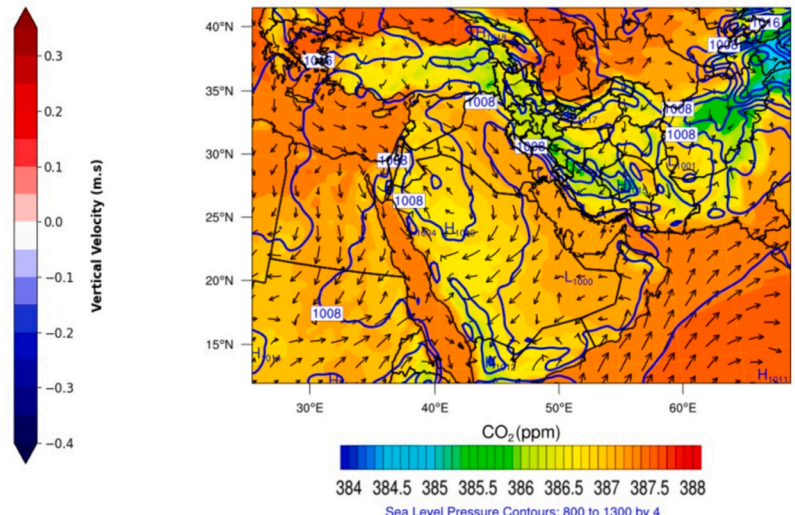 0.3
0.2
0.1
0.0
−0.1
−0.2
−0.3
−0.4
Vertical Velocity (m.s)
40°N
35°N
30°N
25°N
20°N
15°N
1016
1008
1008
1008
1008
1008
1008
1008
1008
L1001
L1000
H1011
30°E
40°E
50°E
60°E
CO2(ppm)
384 384.5 385 385.5 386 386.5 387 387.5 388
Sea Level Pressure Contours: 800 to 1300 by 4